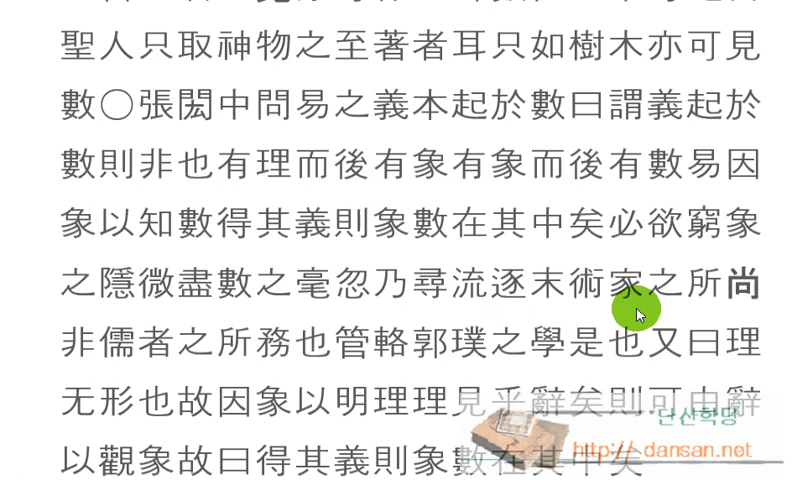 聖人只取神物之至著者耳只如樹木亦可見
數〇張閎中問易之義本起於數曰謂義起於
數則非也有理而後有象有象而後有數易因
象以知數得其義則象數在其中矣必欲窮象
之隱微盡數之毫忽乃尋流逐末術家之所尚
非儒者之所務也管輅郭璞之學是也又曰理
无形也故因象以明理理見乎辭矣則可由辭
以觀象故曰得其義則象數在其中矣
단산학당
http://dansan.net